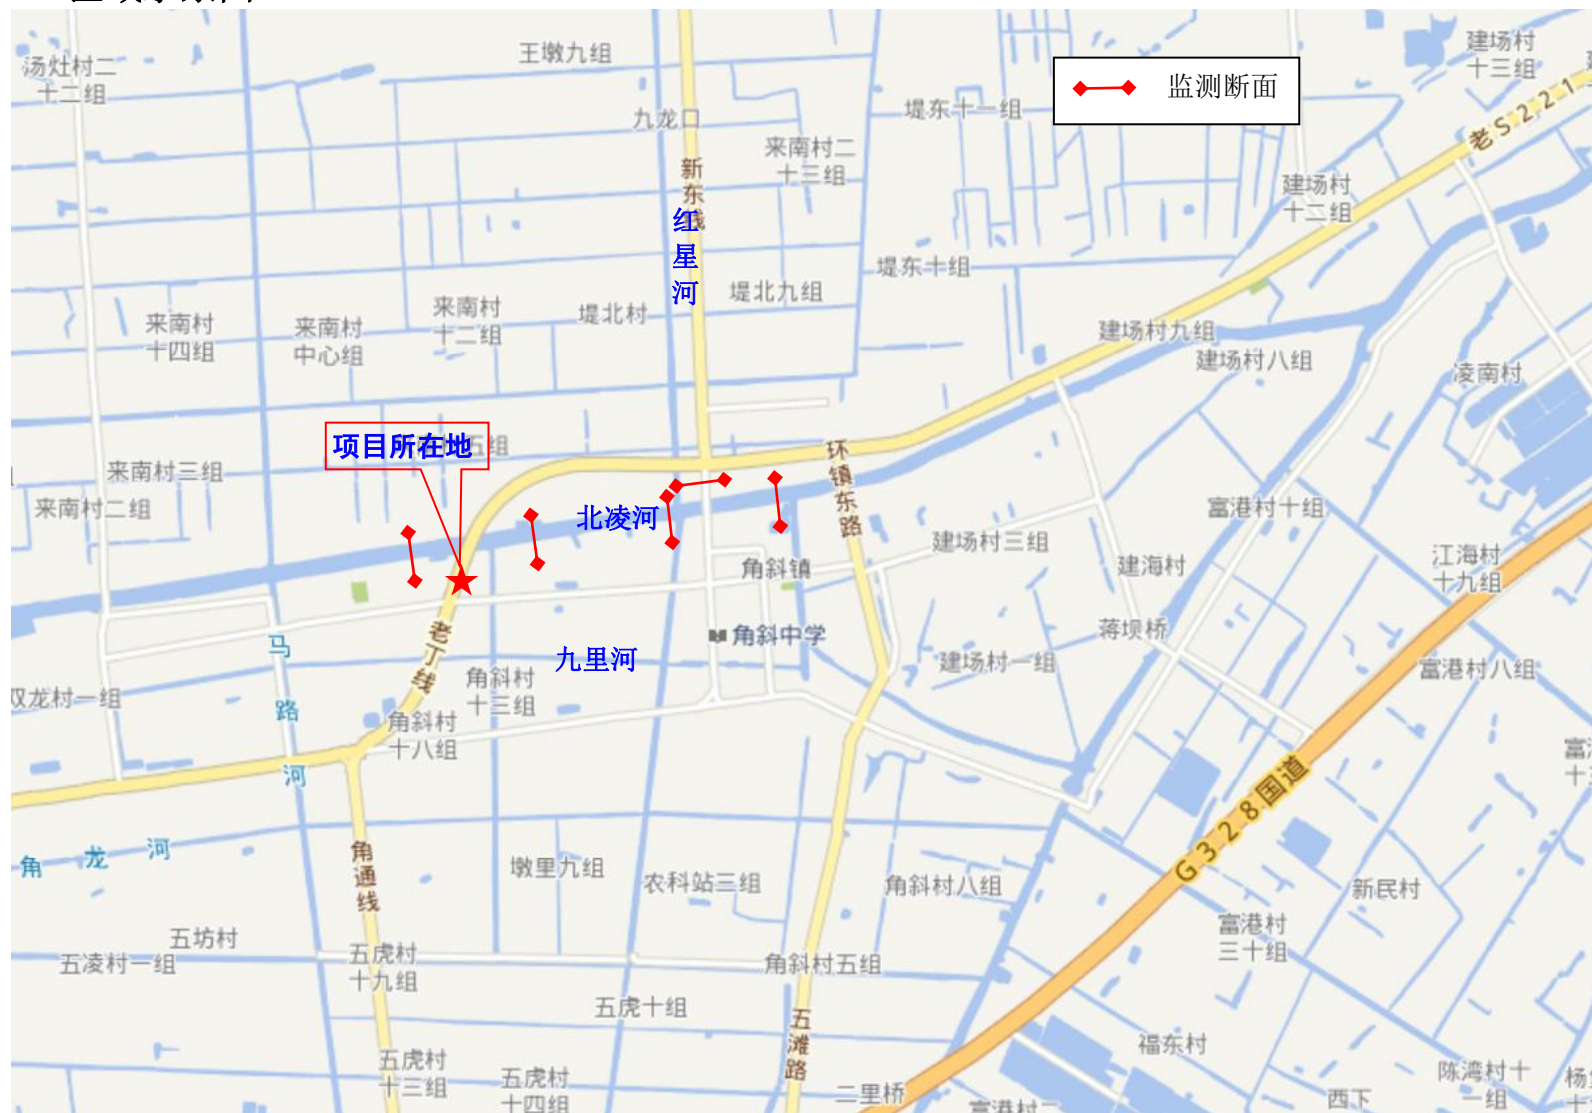 王墩九组
建场村
十三组
汤灶村二
十二组
监测断面
九龙口
堤东十一组
老S221
来南村二
十三组
新东线
建场村
十二组
红星河
堤东十组
堤北九组
来南村
十二组
堤北村
来南村
十四组
来南村
中心组
建场村九组
建场村八组
凌南村
项目所在地
五组
来南村三组
环镇东路
来南村二组
北凌河
富港村十组
建场村三组
角斜镇
建海村
江海村
十九组
马路河
老丁线
角斜中学
蒋坝桥
九里河
建场村一组
富港村八组
双龙村一组
角斜村
十三组
角斜村
十八组
G328国道
角龙河
角通线
墩里九组
农科站三组
角斜村八组
新民村
富港村
三十组
五坊村
五凌村一组
五虎村
十九组
角斜村五组
五虎十组
五滩路
福东村
五虎村
十三组
五虎村
十四组
二里桥
陈湾村十
一组
西下